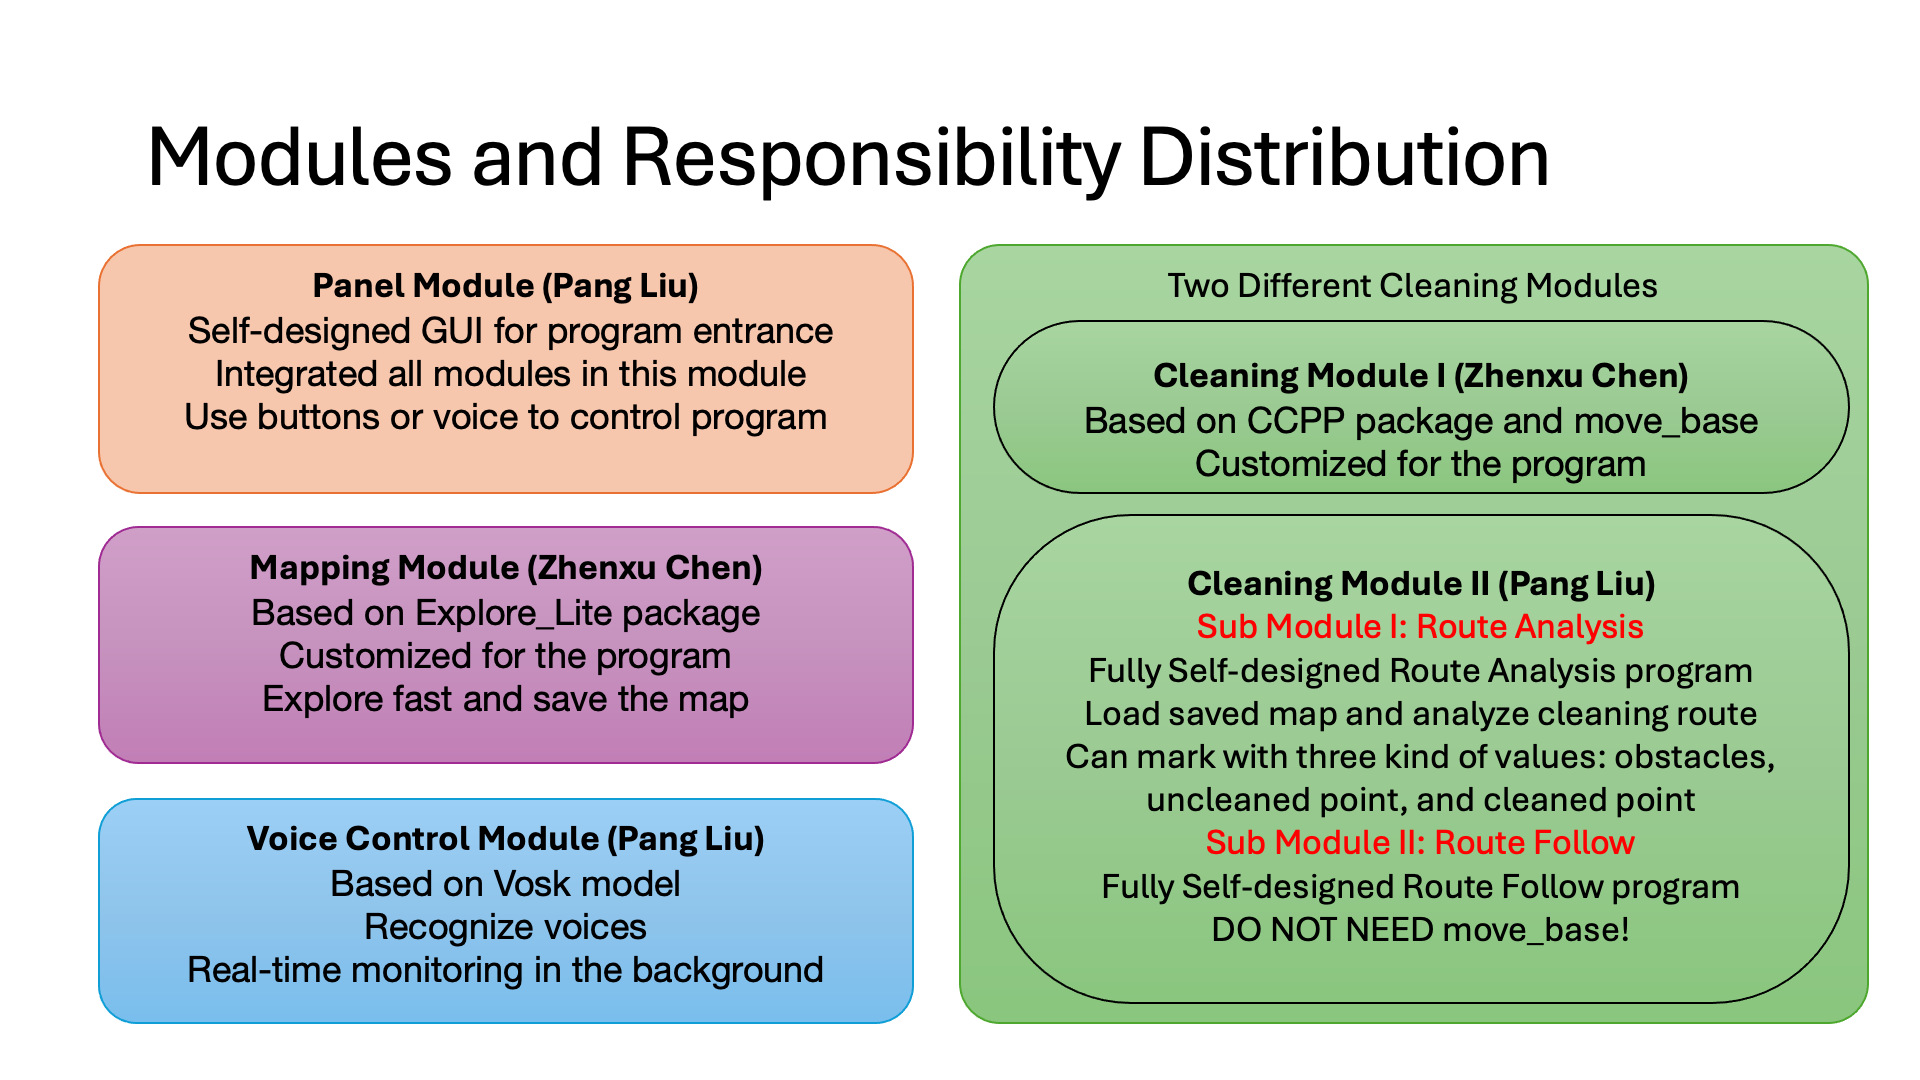 Modules and Responsibility Distribution
Panel Module (Pang Liu)
Self-designed GUI for program entrance
Integrated all modules in this module
Use buttons or voice to control program
Mapping Module (Zhenxu Chen)
Based on Explore_Lite package
Customized for the program
Explore fast and save the map
Voice Control Module (Pang Liu)
Based on Vosk model
Recognize voices
Real-time monitoring in the background
Two Different Cleaning Modules
Cleaning Module I (Zhenxu Chen)
Based on CCPP package and move_base
Customized for the program
Cleaning Module II (Pang Liu)
Sub Module I: Route Analysis
Fully Self-designed Route Analysis program
Load saved map and analyze cleaning route
Can mark with three kind of values: obstacles,
uncleaned point, and cleaned point
Sub Module II: Route Follow
Fully Self-designed Route Follow program
DO NOT NEED move_base!